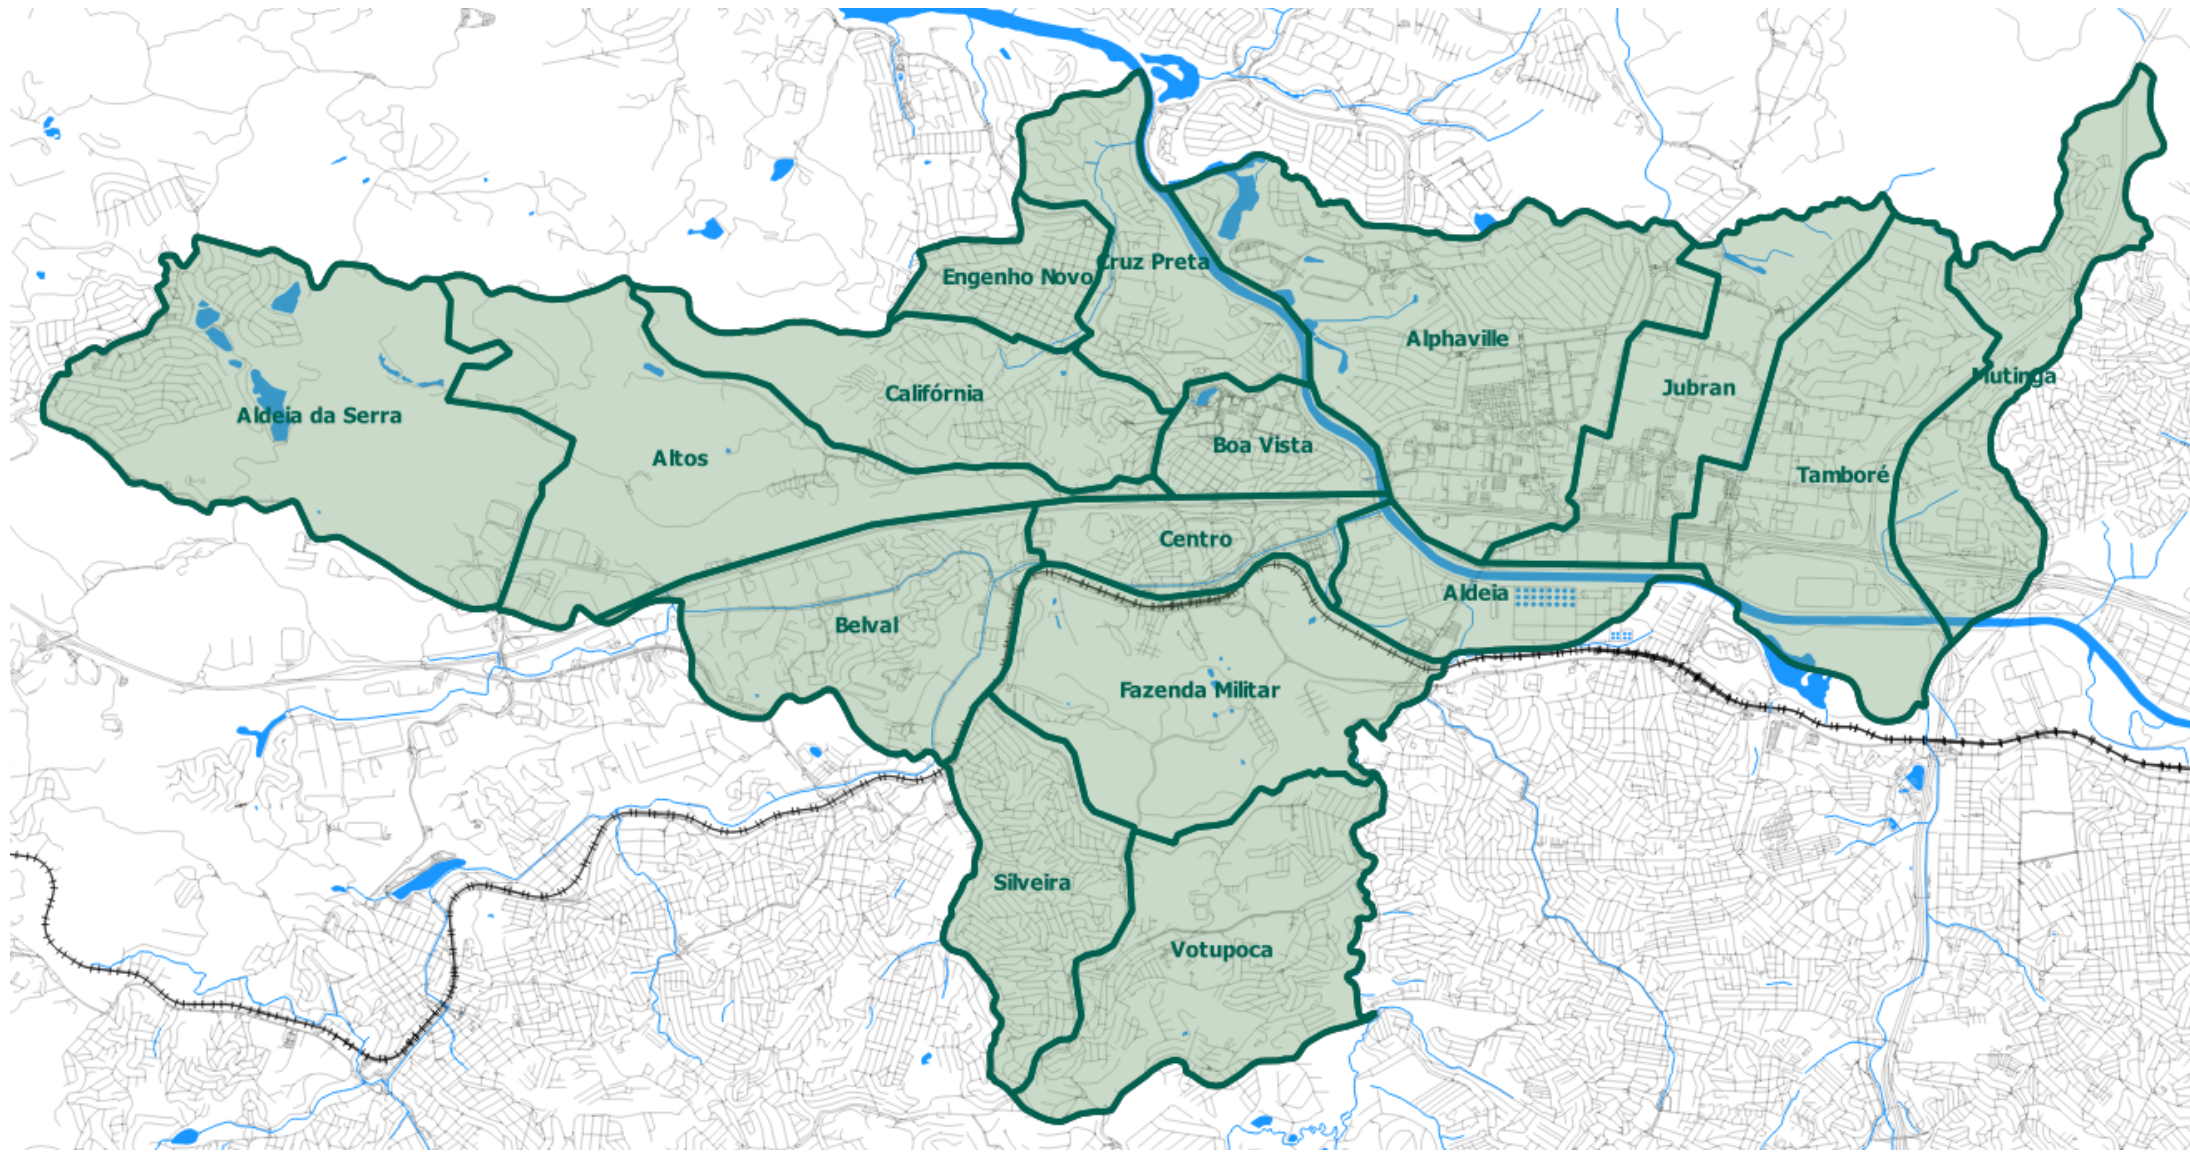 Cruz Preta
Engenho Novo
Alphaville
Mutinga
Jubran
Califórnia
Aldeia da Serra
Boa Vista
Altos
Tamboré
Centro
Aldeia
Belval
Fazenda Militar
Silveira
Votupoca